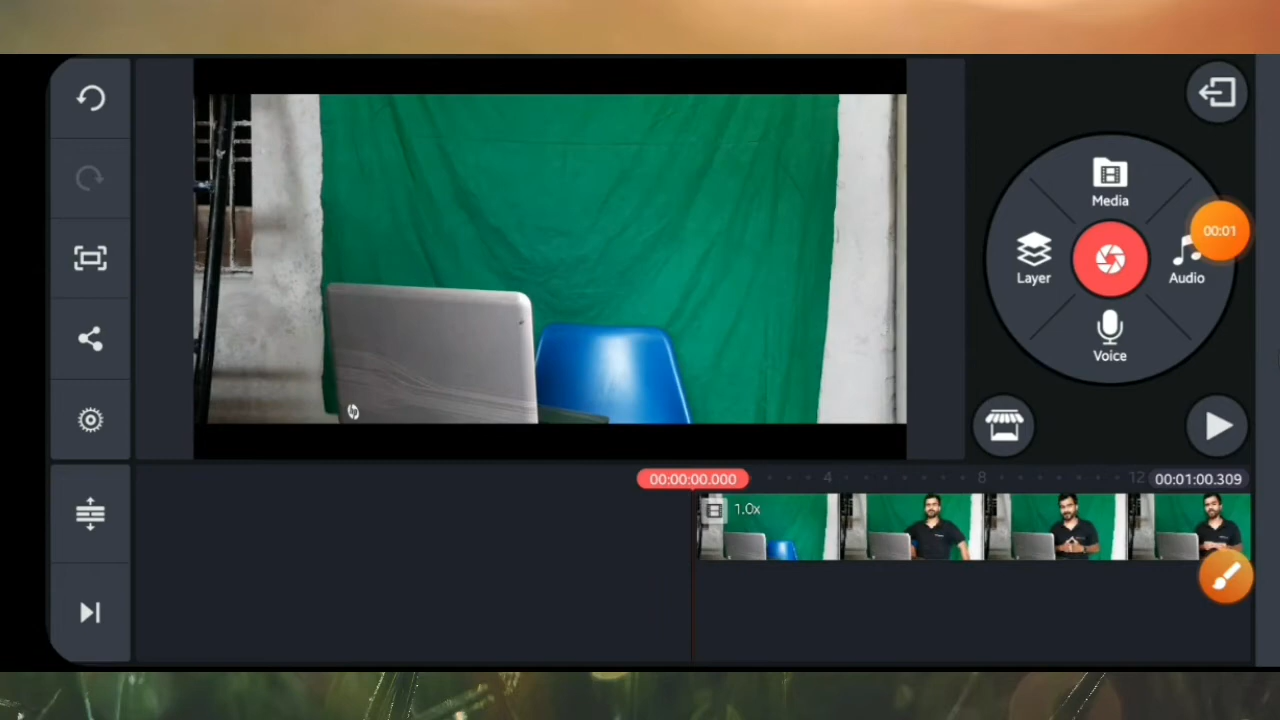 Media
00:01
Layer
Audio
Voice
hp
00:00:00.000
4
8
12
00:01:00.309
1.0x